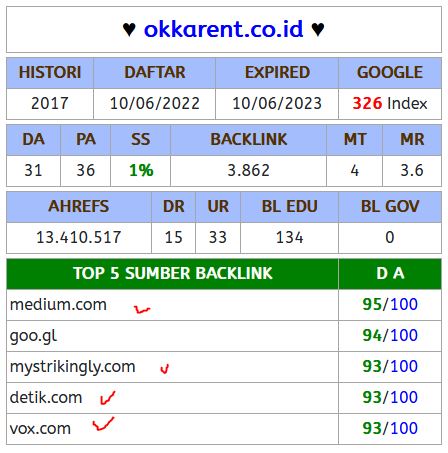 ♥ okkarent.co.id ♥
HISTORI DAFTAR EXPIRED GOOGLE
2017 10/06/2022 10/06/2023 326 Index
DA PA SS BACKLINK MT MR
31 36 1% 3.862 4 3.6
AHREFS DR UR BL EDU BL GOV
13.410.517 15 33 134 0
TOP 5 SUMBER BACKLINK D A
medium.com 95/100
goo.gl 94/100
mystrikingly.com 93/100
detik.com 93/100
vox.com 93/100